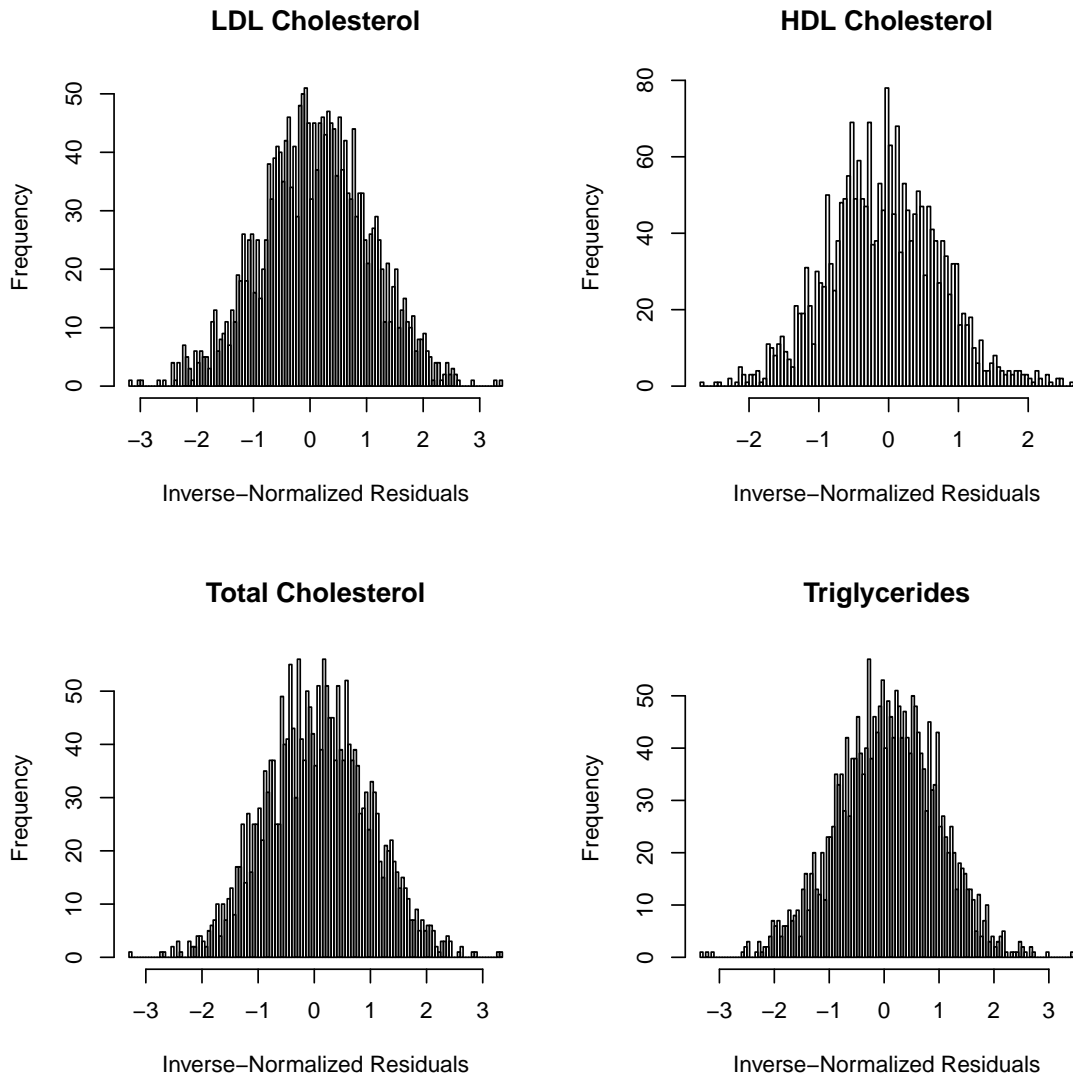 LDL Cholesterol
Frequency
50
40
30
20
10
0
−3 −2 −1 0 1 2 3
Inverse−Normalized Residuals
HDL Cholesterol
Frequency
80
60
40
20
0
−2 −1 0 1 2
Inverse−Normalized Residuals
Total Cholesterol
Frequency
50
40
30
20
10
0
−3 −2 −1 0 1 2 3
Inverse−Normalized Residuals
Triglycerides
Frequency
50
40
30
20
10
0
−3 −2 −1 0 1 2 3
Inverse−Normalized Residuals